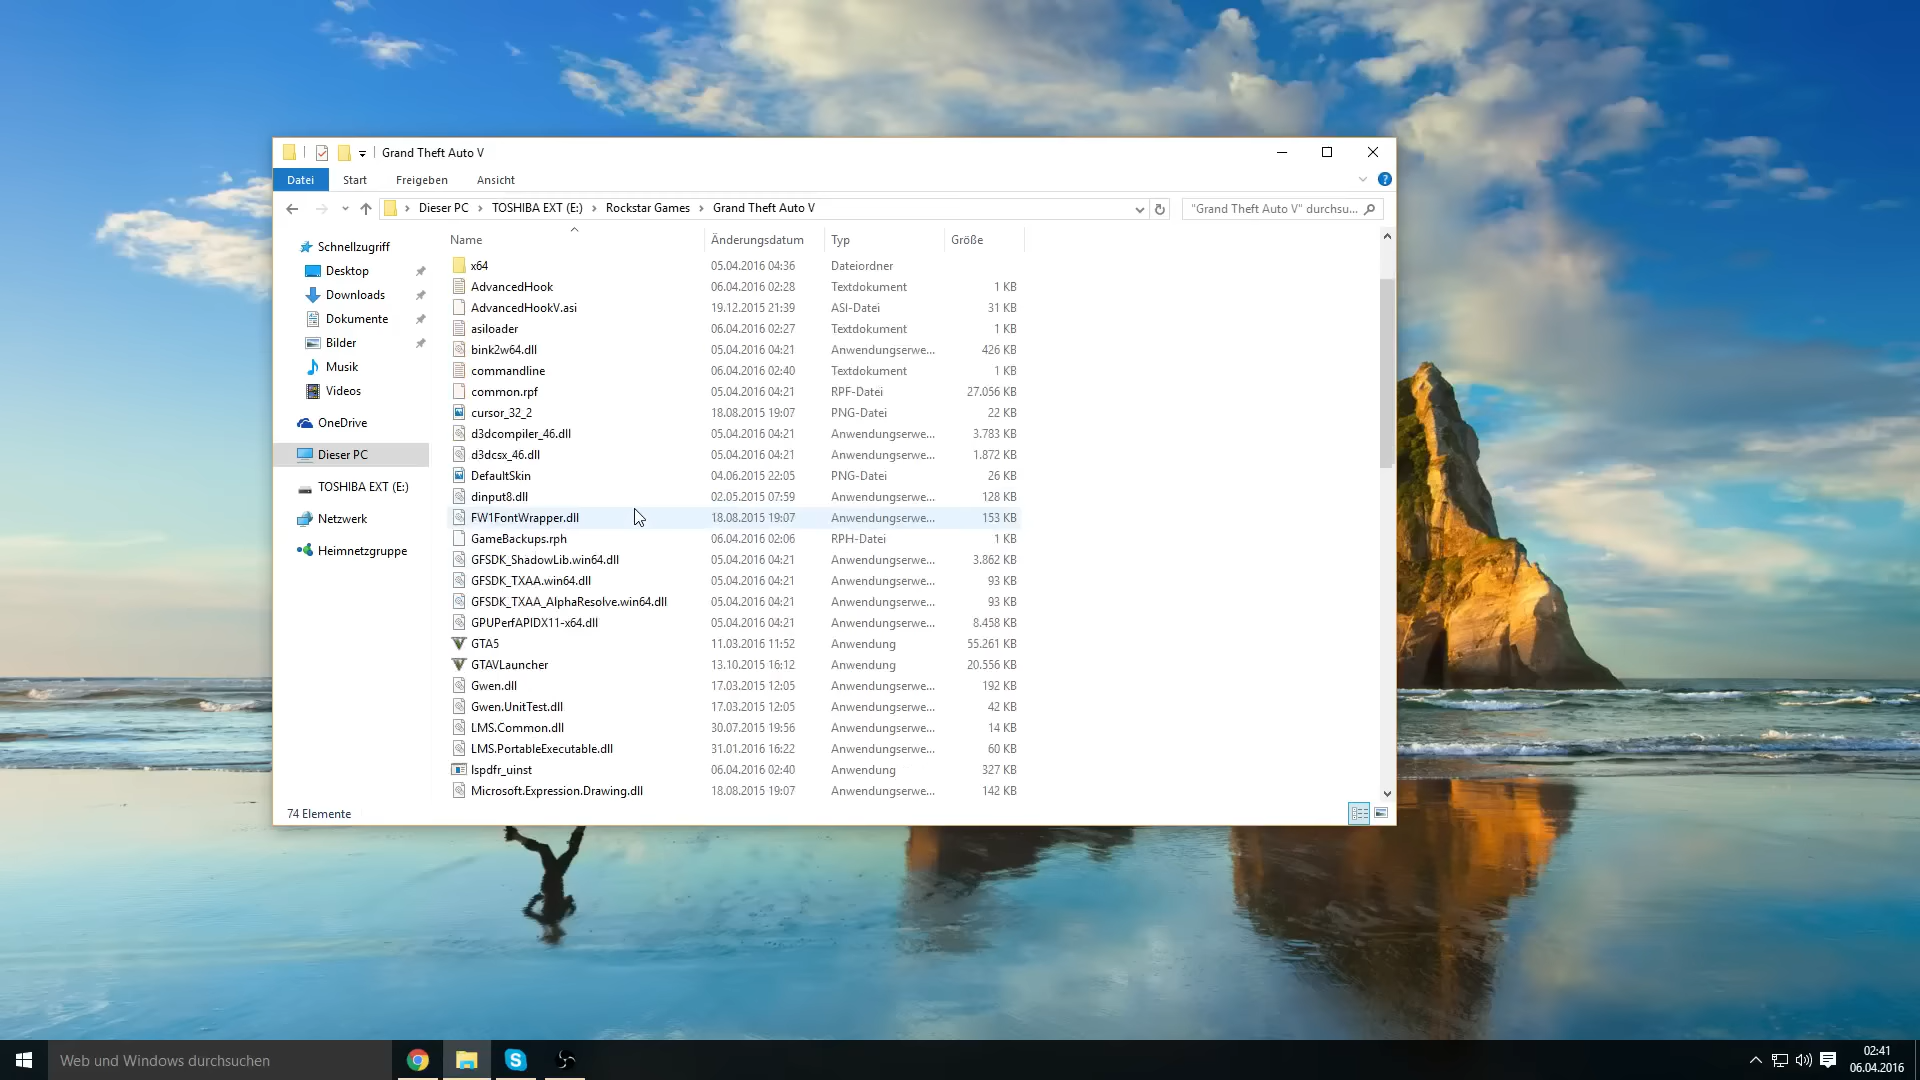 Grand Theft Auto V
Datei Start Freigeben Ansicht
Dieser PC TOSHIBA EXT (E:) Rockstar Games Grand Theft Auto V "Grand Theft Auto V" durchsu...
Schnellzugriff
Desktop
Downloads
Dokumente
Bilder
Musik
Videos
OneDrive
Dieser PC
TOSHIBA EXT (E:)
Netzwerk
Heimnetzgruppe
Name Änderungsdatum Typ Größe
x64 05.04.2016 04:36 Dateiordner
AdvancedHook 06.04.2016 02:28 Textdokument 1 KB
AdvancedHookV.asi 19.12.2015 21:39 ASI-Datei 31 KB
asiloader 06.04.2016 02:27 Textdokument 1 KB
bink2w64.dll 05.04.2016 04:21 Anwendungserwe... 426 KB
commandline 06.04.2016 02:40 Textdokument 1 KB
common.rpf 05.04.2016 04:21 RPF-Datei 27.056 KB
cursor_32_2 18.08.2015 19:07 PNG-Datei 22 KB
d3dcompiler_46.dll 05.04.2016 04:21 Anwendungserwe... 3.783 KB
d3dcsx_46.dll 05.04.2016 04:21 Anwendungserwe... 1.872 KB
DefaultSkin 04.06.2015 22:05 PNG-Datei 26 KB
dinput8.dll 02.05.2015 07:59 Anwendungserwe... 128 KB
FW1FontWrapper.dll 18.08.2015 19:07 Anwendungserwe... 153 KB
GameBackups.rph 06.04.2016 02:06 RPH-Datei 1 KB
GFSDK_ShadowLib.win64.dll 05.04.2016 04:21 Anwendungserwe... 3.862 KB
GFSDK_TXAA.win64.dll 05.04.2016 04:21 Anwendungserwe... 93 KB
GFSDK_TXAA_AlphaResolve.win64.dll 05.04.2016 04:21 Anwendungserwe... 93 KB
GPUPerfAPIDX11-x64.dll 05.04.2016 04:21 Anwendungserwe... 8.458 KB
GTA5 11.03.2016 11:52 Anwendung 55.261 KB
GTAVLauncher 13.10.2015 16:12 Anwendung 20.556 KB
Gwen.dll 17.03.2015 12:05 Anwendungserwe... 192 KB
Gwen.UnitTest.dll 17.03.2015 12:05 Anwendungserwe... 42 KB
LMS.Common.dll 30.07.2015 19:56 Anwendungserwe... 14 KB
LMS.PortableExecutable.dll 31.01.2016 16:22 Anwendungserwe... 60 KB
lspdfr_uinst 06.04.2016 02:40 Anwendung 327 KB
Microsoft.Expression.Drawing.dll 18.08.2015 19:07 Anwendungserwe... 142 KB
74 Elemente
Web und Windows durchsuchen
02:41
06.04.2016